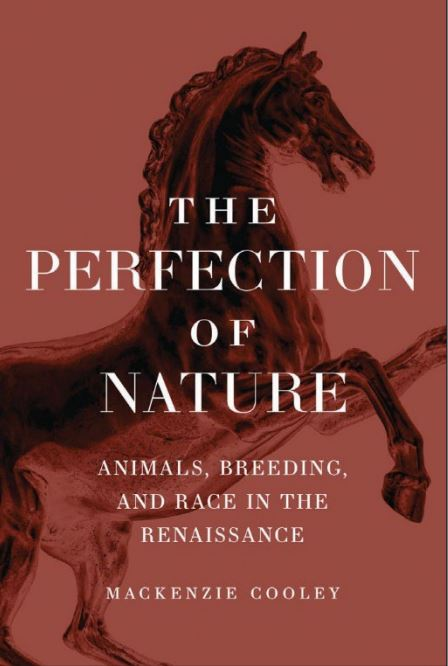 THE
PERFECTION
OF
NATURE
ANIMALS, BREEDING,
AND RACE IN THE
RENAISSANCE
MACKENZIE COOLEY